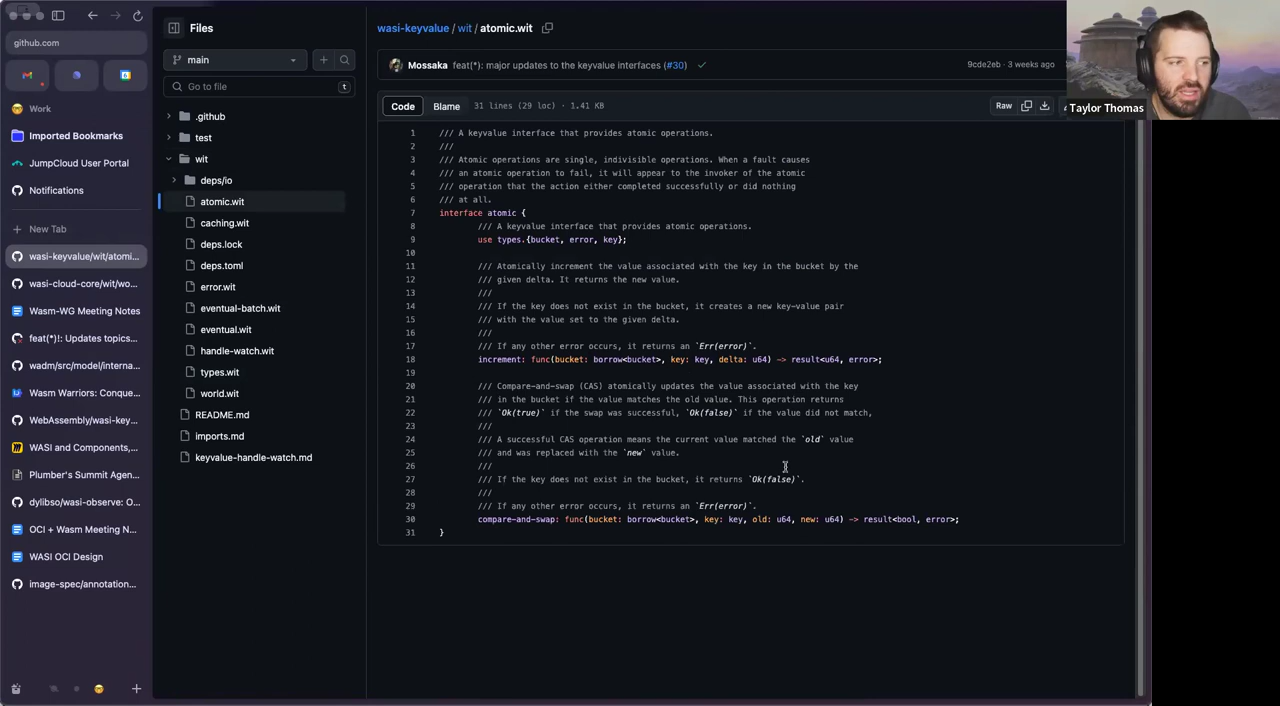 Files
wasi-keyvalue / wit / atomic.wit
github.com
main
Mossaka feat(*): major updates to the keyvalue interfaces (#30)
9cde2eb · 3 weeks ago
Go to file
t
Code
Blame
31 lines (29 loc) · 1.41 KB
Raw
Taylor Thomas
Work
Imported Bookmarks
JumpCloud User Portal
Notifications
New Tab
wasi-keyvalue/wit/atomi...
wasi-cloud-core/wit/wo...
Wasm-WG Meeting Notes
feat(*)!: Updates topics...
wadm/src/model/interna...
Wasm Warriors: Conque...
WebAssembly/wasi-key...
WASI and Components,...
Plumber's Summit Agen...
dylibso/wasi-observe: O...
OCI + Wasm Meeting N...
WASI OCI Design
image-spec/annotation...
.github
test
wit
deps/io
atomic.wit
caching.wit
deps.lock
deps.toml
error.wit
eventual-batch.wit
eventual.wit
handle-watch.wit
types.wit
world.wit
README.md
imports.md
keyvalue-handle-watch.md
1 /// A keyvalue interface that provides atomic operations.
2 ///
3 /// Atomic operations are single, indivisible operations. When a fault causes
4 /// an atomic operation to fail, it will appear to the invoker of the atomic
5 /// operation that the action either completed successfully or did nothing
6 /// at all.
7 interface atomic {
8 /// A keyvalue interface that provides atomic operations.
9 use types.{bucket, error, key};
10
11 /// Atomically increment the value associated with the key in the bucket by the
12 /// given delta. It returns the new value.
13 ///
14 /// If the key does not exist in the bucket, it creates a new key-value pair
15 /// with the value set to the given delta.
16 ///
17 /// If any other error occurs, it returns an `Err(error)`.
18 increment: func(bucket: borrow<bucket>, key: key, delta: u64) -> result<u64, error>;
19
20 /// Compare-and-swap (CAS) atomically updates the value associated with the key
21 /// in the bucket if the value matches the old value. This operation returns
22 /// `Ok(true)` if the swap was successful, `Ok(false)` if the value did not match,
23 ///
24 /// A successful CAS operation means the current value matched the `old` value
25 /// and was replaced with the `new` value.
26 ///
27 /// If the key does not exist in the bucket, it returns `Ok(false)`.
28 ///
29 /// If any other error occurs, it returns an `Err(error)`.
30 compare-and-swap: func(bucket: borrow<bucket>, key: key, old: u64, new: u64) -> result<bool, error>;
31 }